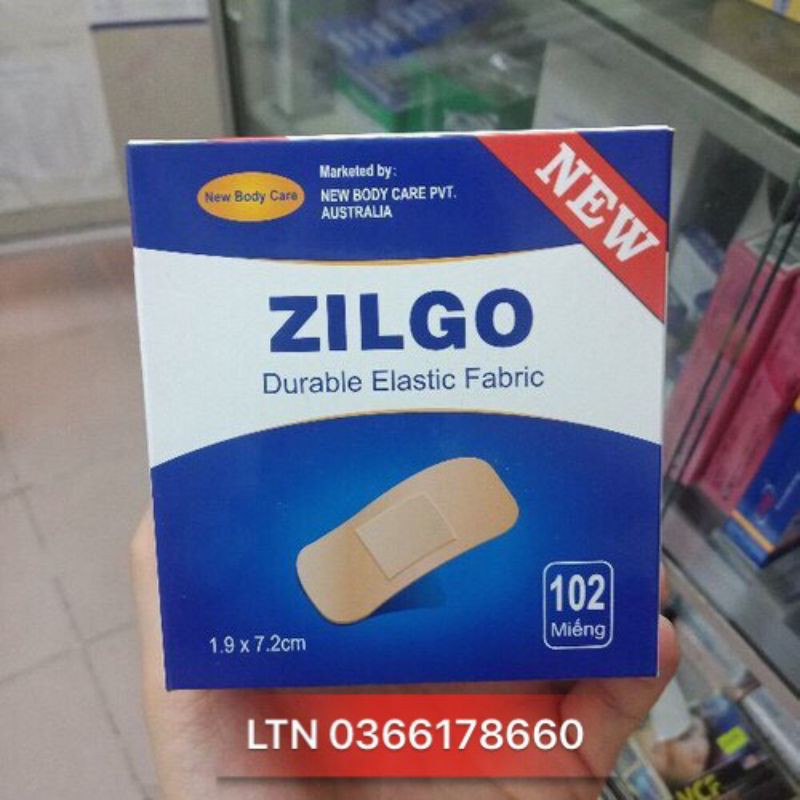 New Body Care
Marketed by:
NEW BODY CARE PVT.
AUSTRALIA
NEW
ZILGO
Durable Elastic Fabric
102
Miếng
1.9 x 7.2cm
LTN 0366178660